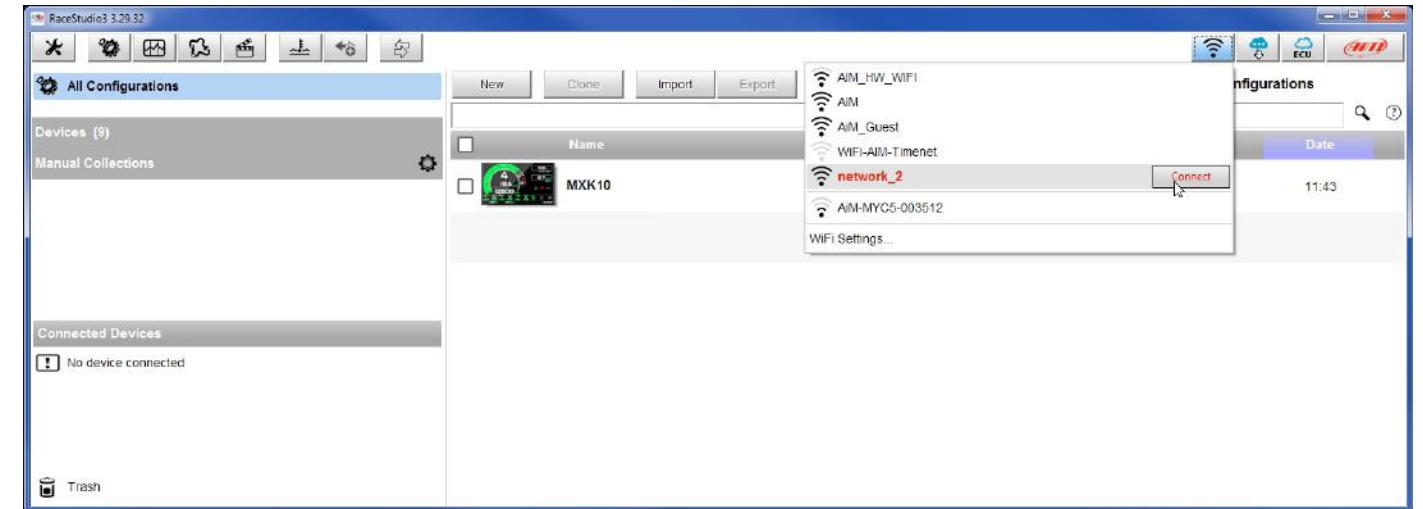 RaceStudio3 3.29.32
ECU
AiM
All Configurations
New Clone Import Export
nfigurations
Devices (9)
Manual Collections
Name
Date
MXK10
11:43
AiM_HW_WIFI
AiM
AiM_Guest
WiFi-AiM-Timenet
network_2
Connect
AiM-MYC5-003512
WiFi Settings...
Connected Devices
No device connected
Trash